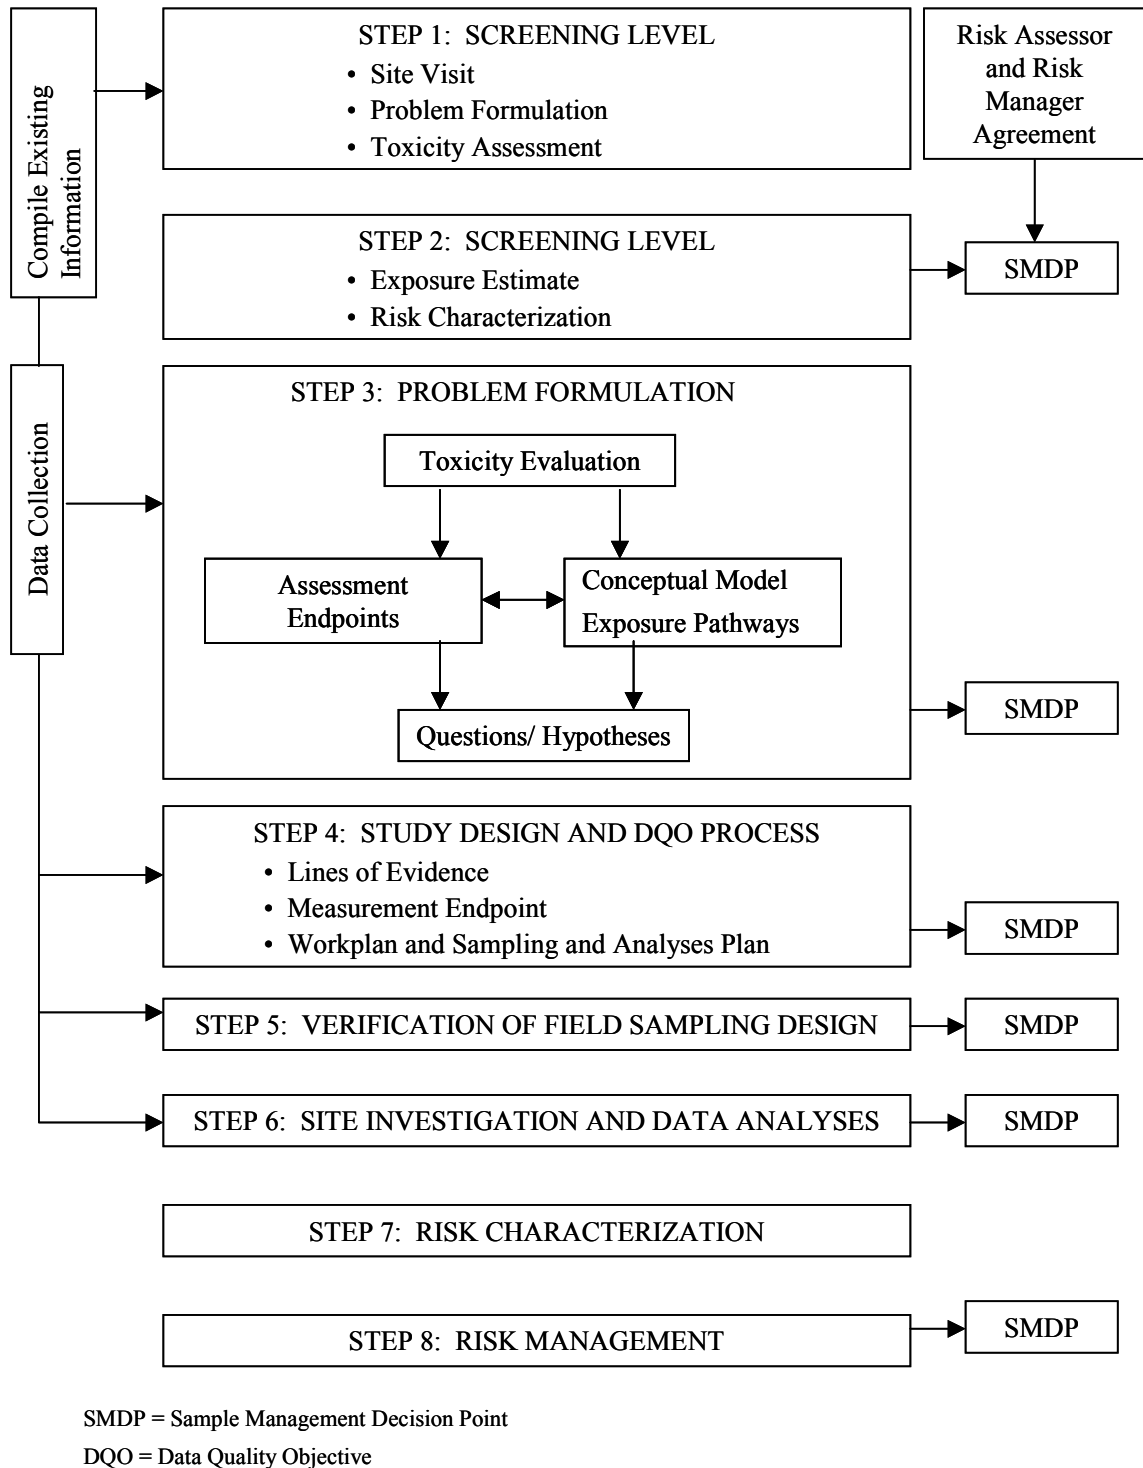 Compile Existing
Information
STEP 1: SCREENING LEVEL
• Site Visit
• Problem Formulation
• Toxicity Assessment
Risk Assessor
and Risk
Manager
Agreement
STEP 2: SCREENING LEVEL
• Exposure Estimate
• Risk Characterization
SMDP
Data Collection
STEP 3: PROBLEM FORMULATION
Toxicity Evaluation
Assessment
Endpoints
Conceptual Model
Exposure Pathways
Questions/ Hypotheses
SMDP
STEP 4: STUDY DESIGN AND DQO PROCESS
• Lines of Evidence
• Measurement Endpoint
• Workplan and Sampling and Analyses Plan
SMDP
STEP 5: VERIFICATION OF FIELD SAMPLING DESIGN
SMDP
STEP 6: SITE INVESTIGATION AND DATA ANALYSES
SMDP
STEP 7: RISK CHARACTERIZATION
STEP 8: RISK MANAGEMENT
SMDP
SMDP = Sample Management Decision Point
DQO = Data Quality Objective